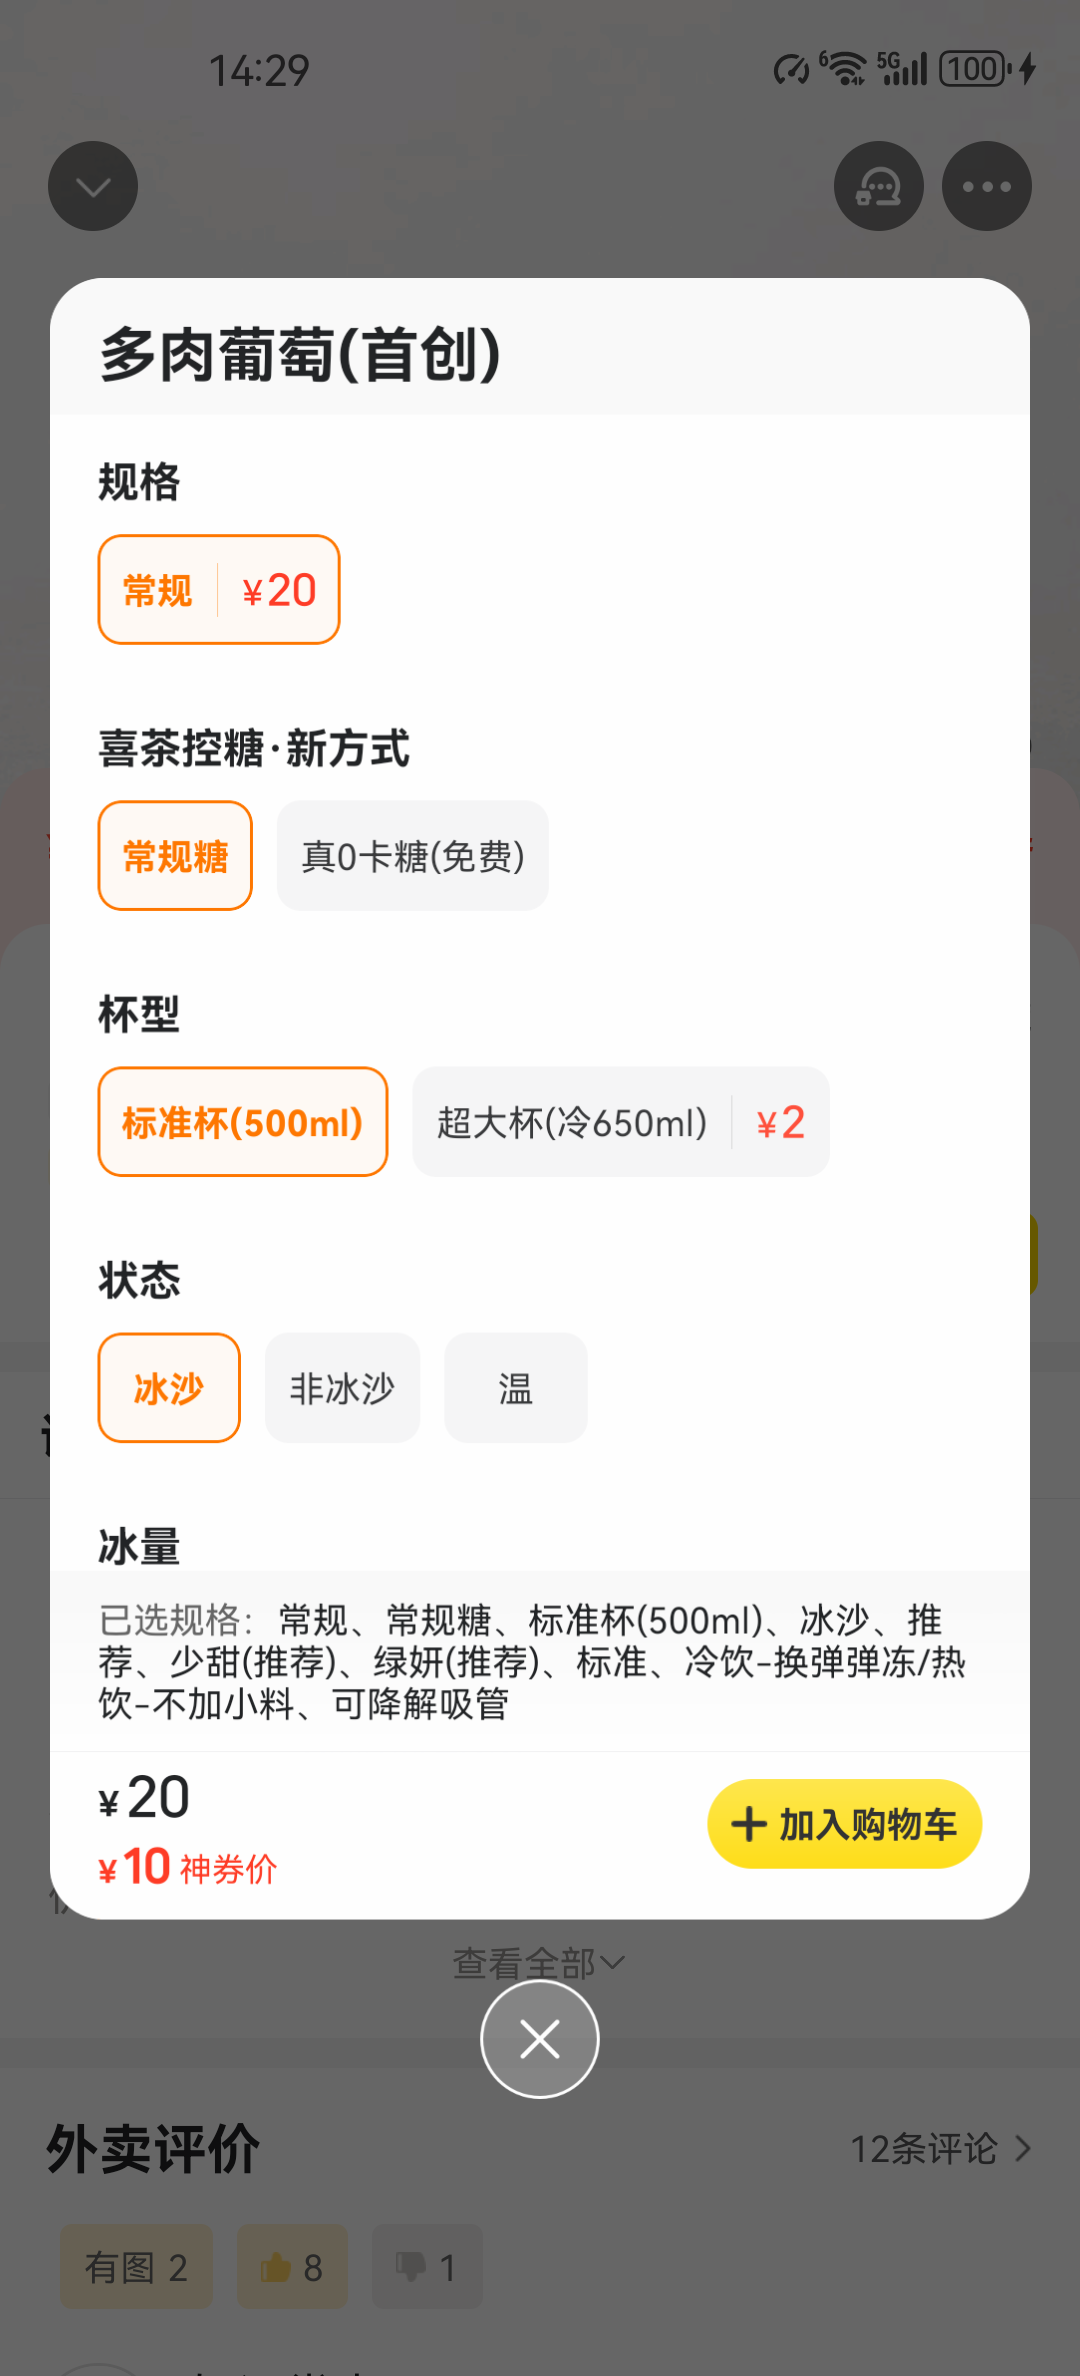 14:29
6
5G
100
多肉葡萄(首创)
规格
常规 ¥20
喜茶控糖·新方式
常规糖 真0卡糖(免费)
杯型
标准杯(500ml) 超大杯(冷650ml) ¥2
状态
冰沙 非冰沙 温
冰量
已选规格：常规、常规糖、标准杯(500ml)、冰沙、推
荐、少甜(推荐)、绿妍(推荐)、标准、冷饮-换弹弹冻/热
饮-不加小料、可降解吸管
¥20
¥10 神券价
加入购物车
查看全部
外卖评价
12条评论
有图 2 8 1